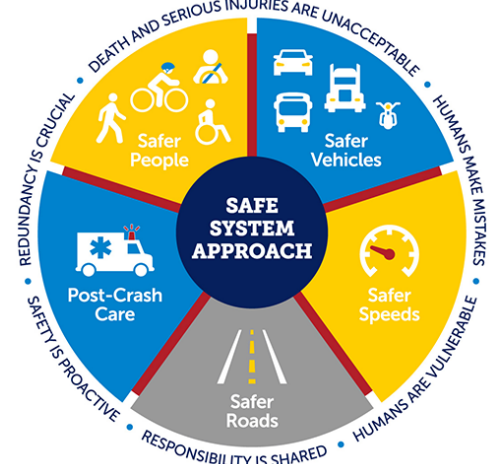 DEATH AND SERIOUS INJURIES ARE UNACCEPTABLE
HUMANS MAKE MISTAKES
HUMANS ARE VULNERABLE
RESPONSIBILITY IS SHARED
SAFETY IS PROACTIVE
REDUNDANCY IS CRUCIAL
Safer
People
Safer
Vehicles
SAFE
SYSTEM
APPROACH
Post-Crash
Care
Safer
Speeds
Safer
Roads